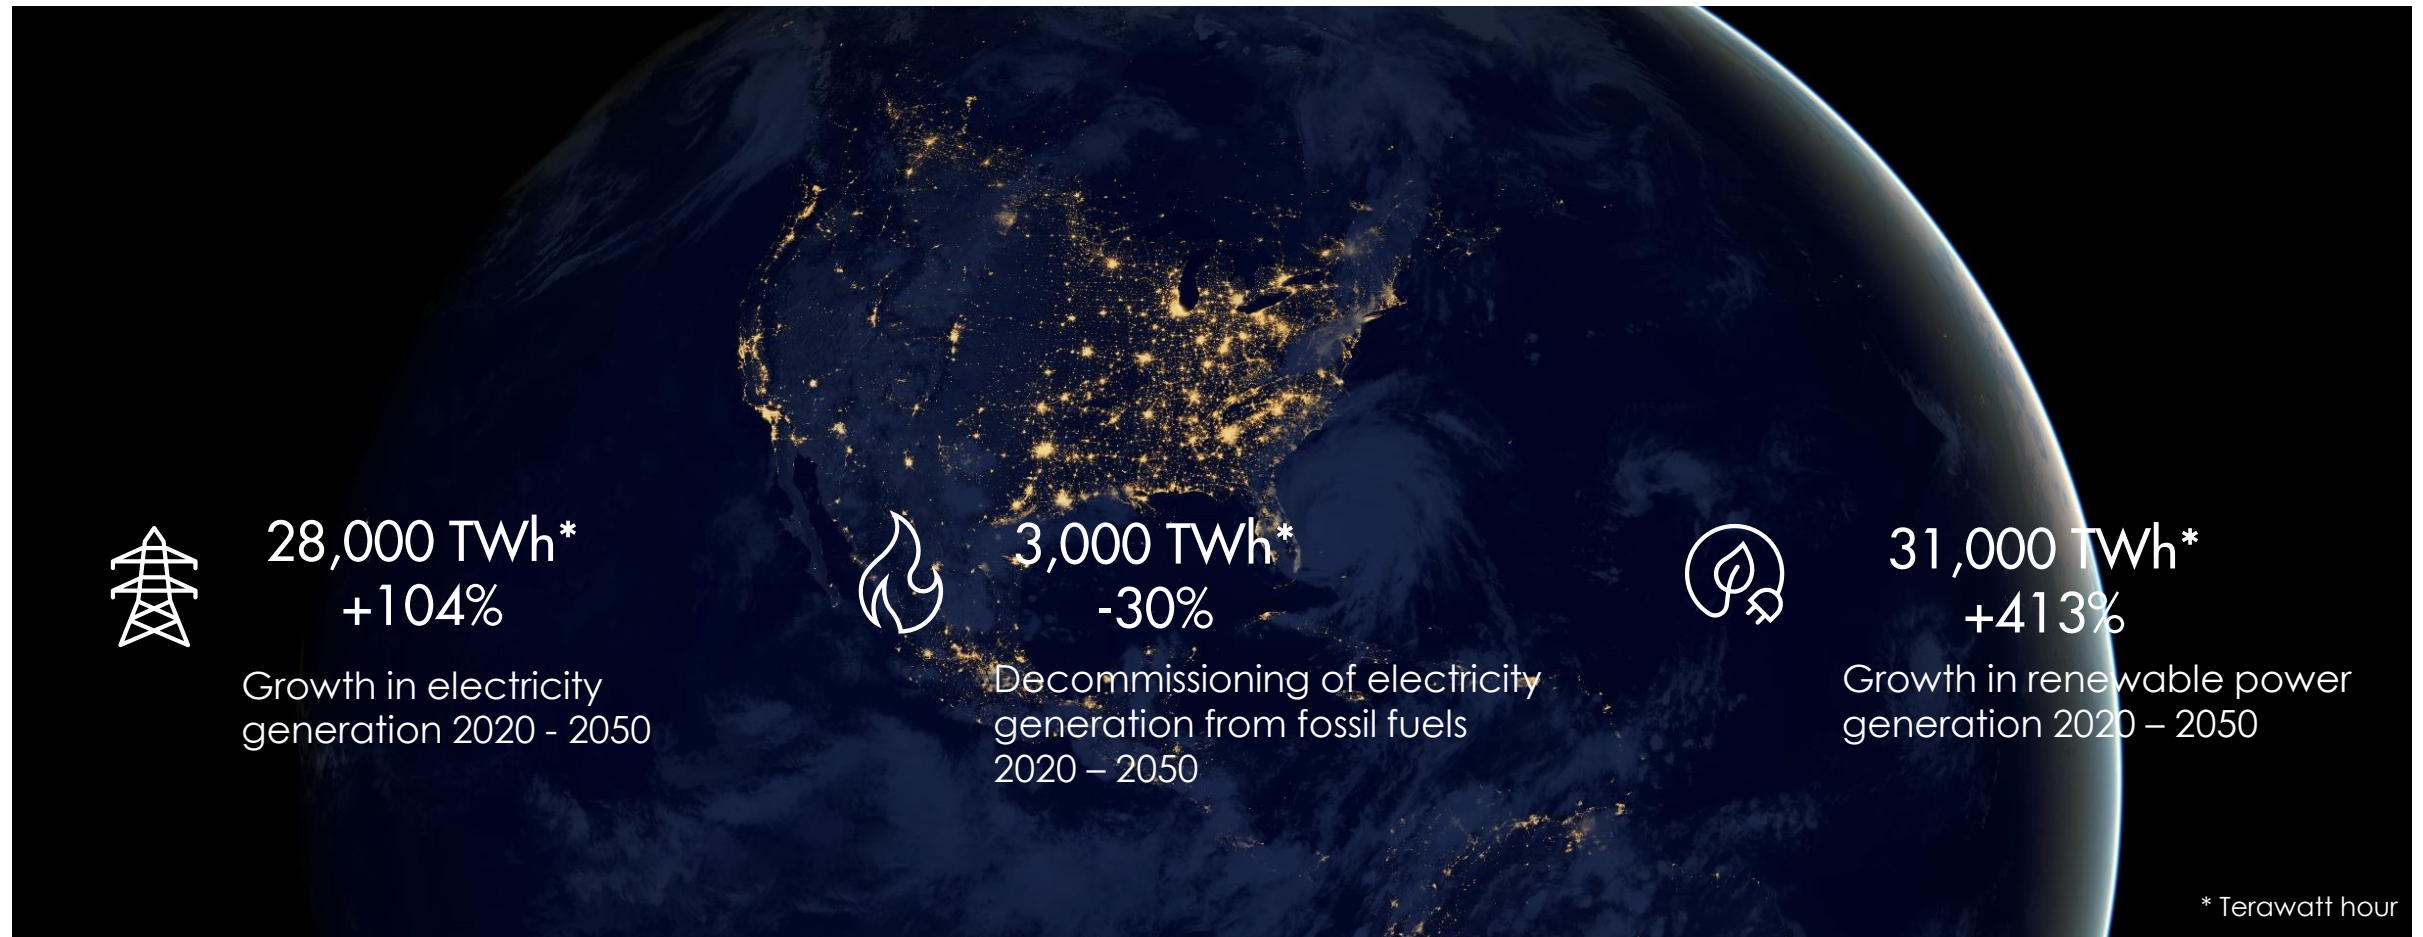 28,000 TWh*
+104%
Growth in electricity
generation 2020 - 2050
3,000 TWh*
-30%
Decommissioning of electricity
generation from fossil fuels
2020 – 2050
31,000 TWh*
+413%
Growth in renewable power
generation 2020 – 2050
* Terawatt hour